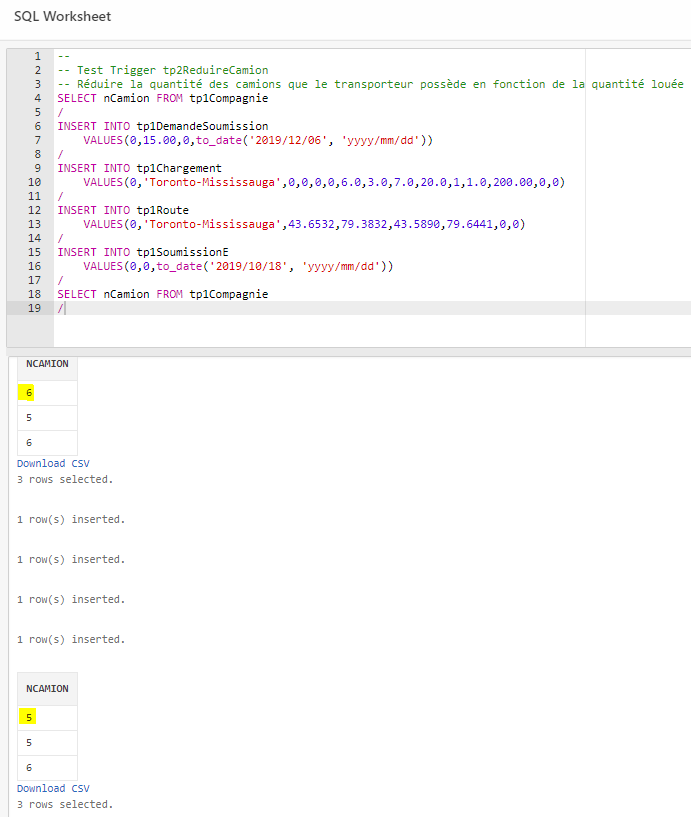 SQL Worksheet
1 --
2 -- Test Trigger tp2ReduireCamion
3 -- Réduire la quantité des camions que le transporteur possède en fonction de la quantité louée
4 SELECT nCamion FROM tp1Compagnie
5 /
6 INSERT INTO tp1DemandeSoumission
7     VALUES(0,15.00,0,to_date('2019/12/06', 'yyyy/mm/dd'))
8 /
9 INSERT INTO tp1Chargement
10     VALUES(0,'Toronto-Mississauga',0,0,0,0,6.0,3.0,7.0,20.0,1,1.0,200.00,0,0)
11 /
12 INSERT INTO tp1Route
13     VALUES(0,'Toronto-Mississauga',43.6532,79.3832,43.5890,79.6441,0,0)
14 /
15 INSERT INTO tp1SoumissionE
16     VALUES(0,0,to_date('2019/10/18', 'yyyy/mm/dd'))
17 /
18 SELECT nCamion FROM tp1Compagnie
19 /
NCAMION
6
5
6
Download CSV
3 rows selected.
1 row(s) inserted.
1 row(s) inserted.
1 row(s) inserted.
1 row(s) inserted.
NCAMION
5
5
6
Download CSV
3 rows selected.